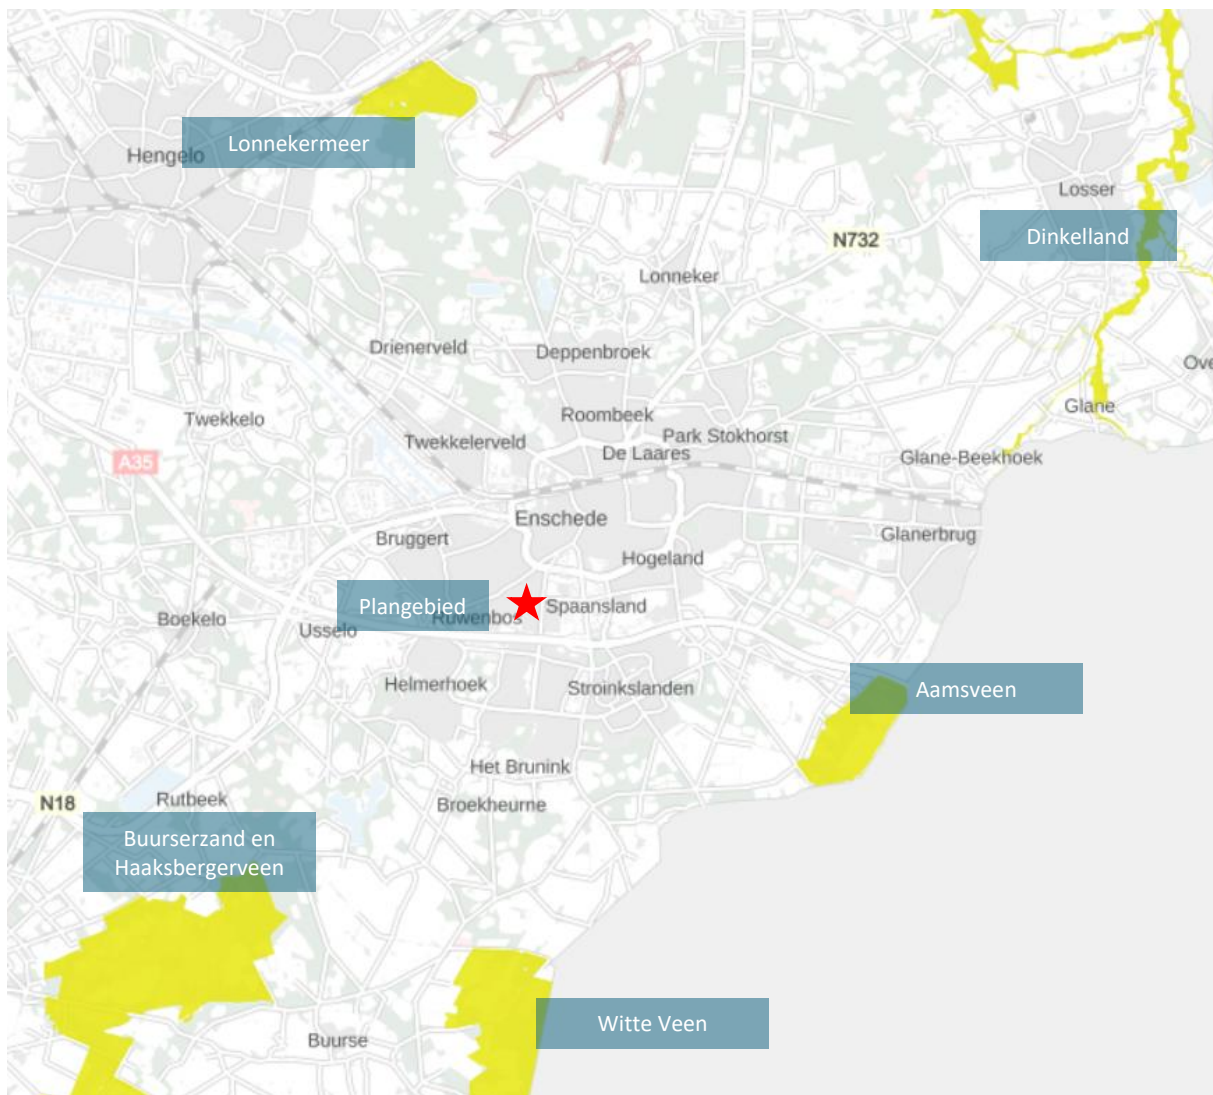 Lonnekermeer
Hengelo
Losser
Dinkelland
N732
Lonneker
Drienerveld
Deppenbroek
Ove
Glane
Twekkelo
Roombeek
Park Stokhorst
Twekkelerveld
De Laares
A35
Glane-Beekhoek
Enschede
Bruggert
Glanerbrug
Hogeland
Plangebied
Spaansland
Ruwenbos
Boekelo
Usselo
Helmerhoek
Stroinkslanden
Aamsveen
Het Brunink
Rutbeek
N18
Broekheurne
Buurserzand en
Haaksbergerveen
Witte Veen
Buurse